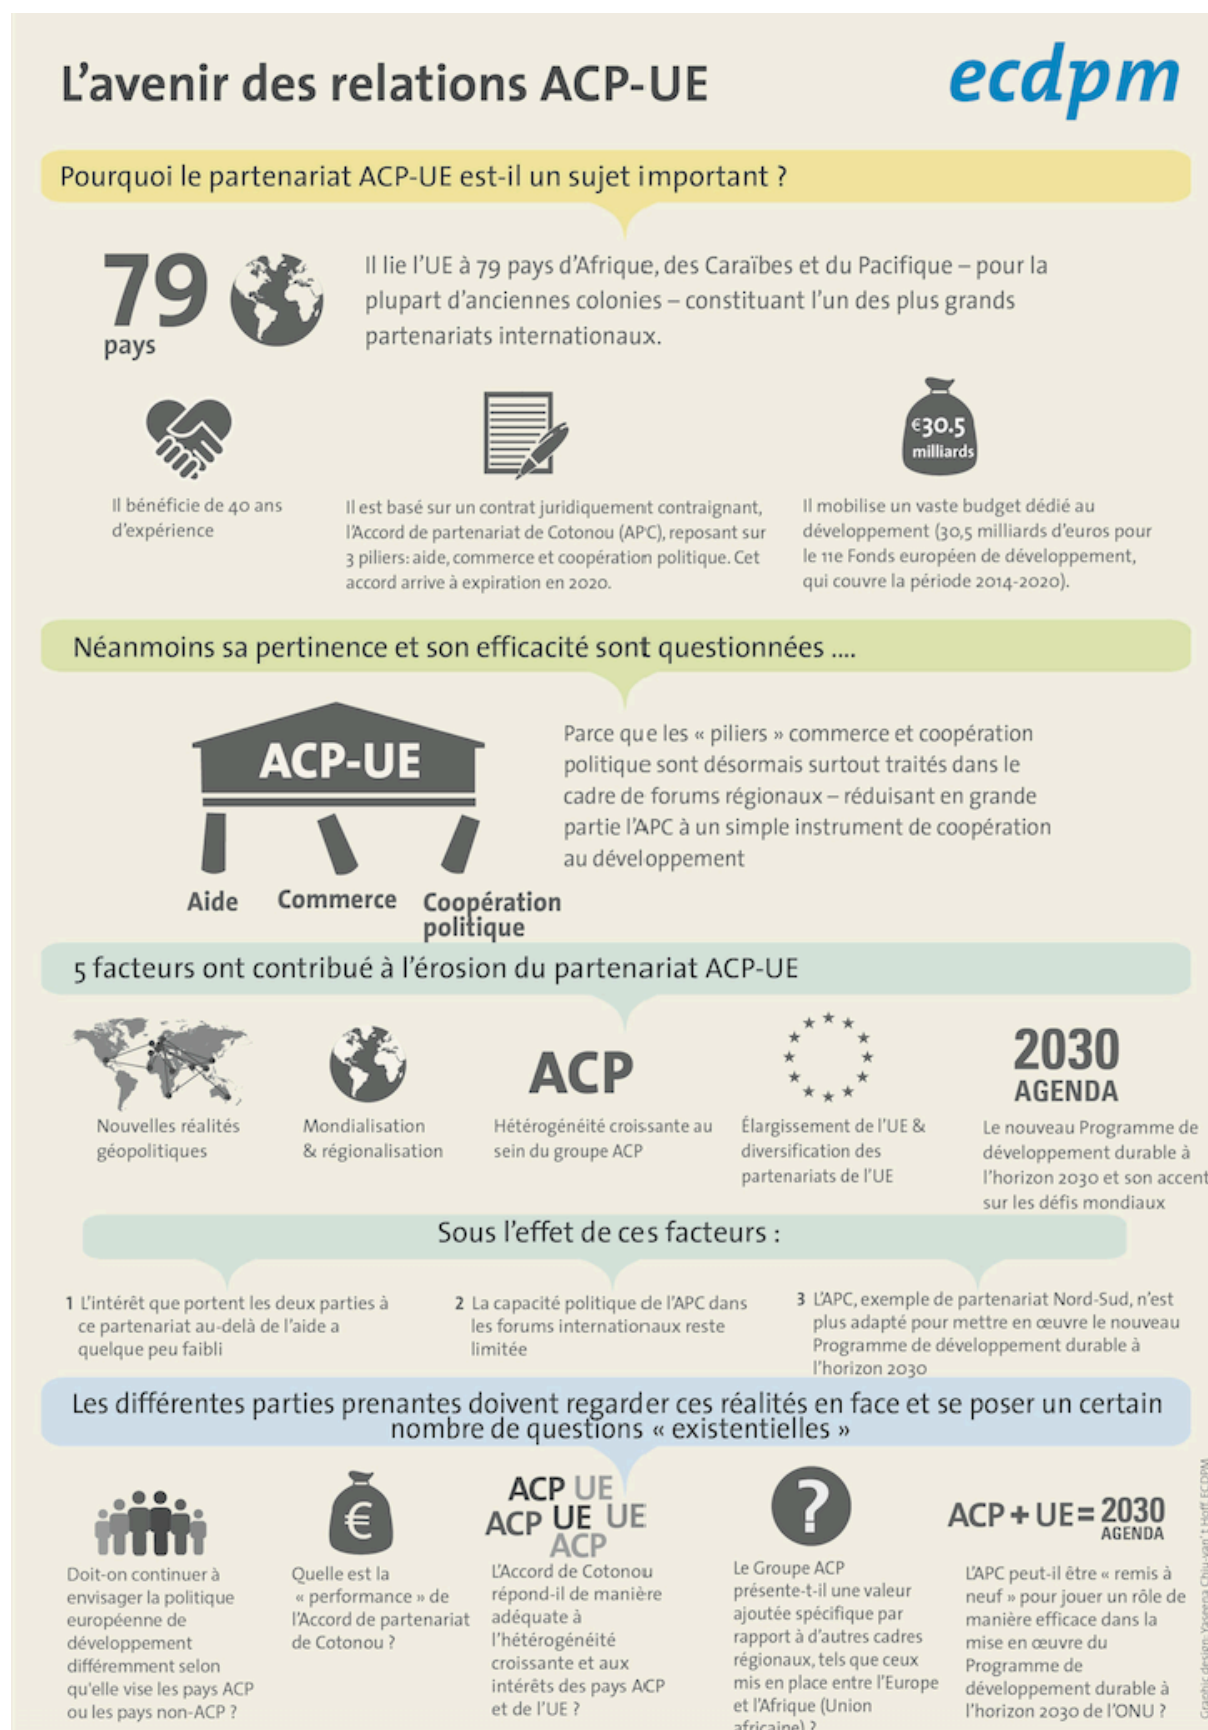 L'avenir des relations ACP-UE
ecdpm
Pourquoi le partenariat ACP-UE est-il un sujet important ?
79
pays
Il lie l'UE à 79 pays d'Afrique, des Caraïbes et du Pacifique – pour la
plupart d'anciennes colonies – constituant l'un des plus grands
partenariats internationaux.
€30.5
milliards
Il bénéficie de 40 ans
d'expérience
Il est basé sur un contrat juridiquement contraignant,
l'Accord de partenariat de Cotonou (APC), reposant sur
3 piliers: aide, commerce et coopération politique. Cet
accord arrive à expiration en 2020.
Il mobilise un vaste budget dédié au
développement (30,5 milliards d'euros pour
le 11e Fonds européen de développement,
qui couvre la période 2014-2020).
Néanmoins sa pertinence et son efficacité sont questionnées ....
ACP-UE
Aide
Commerce
Coopération
politique
Parce que les « piliers » commerce et coopération
politique sont désormais surtout traités dans le
cadre de forums régionaux – réduisant en grande
partie l'APC à un simple instrument de coopération
au développement
5 facteurs ont contribué à l'érosion du partenariat ACP-UE
Nouvelles réalités
géopolitiques
Mondialisation
& régionalisation
ACP
Hétérogénéité croissante au
sein du groupe ACP
Élargissement de l'UE &
diversification des
partenariats de l'UE
2030
AGENDA
Le nouveau Programme de
développement durable à
l'horizon 2030 et son accent
sur les défis mondiaux
Sous l'effet de ces facteurs :
1 L'intérêt que portent les deux parties à
ce partenariat au-delà de l'aide a
quelque peu faibli
2 La capacité politique de l'APC dans
les forums internationaux reste
limitée
3 L'APC, exemple de partenariat Nord-Sud, n'est
plus adapté pour mettre en œuvre le nouveau
Programme de développement durable à
l'horizon 2030
Les différentes parties prenantes doivent regarder ces réalités en face et se poser un certain
nombre de questions « existentielles »
Doit-on continuer à
envisager la politique
européenne de
développement
différemment selon
qu'elle vise les pays ACP
ou les pays non-ACP ?
€
Quelle est la
« performance » de
l'Accord de partenariat
de Cotonou ?
ACP UE
ACP UE UE
ACP
L'Accord de Cotonou
répond-il de manière
adéquate à
l'hétérogénéité
croissante et aux
intérêts des pays ACP
et de l'UE ?
?
Le Groupe ACP
présente-t-il une valeur
ajoutée spécifique par
rapport à d'autres cadres
régionaux, tels que ceux
mis en place entre l'Europe
et l'Afrique (Union
africaine) ?
ACP + UE = 2030
AGENDA
L'APC peut-il être « remis à
neuf » pour jouer un rôle de
manière efficace dans la
mise en œuvre du
Programme de
développement durable à
l'horizon 2030 de l'ONU ?
Graphic design: Yaseena Chiu-van 't Hoff, ECDPM